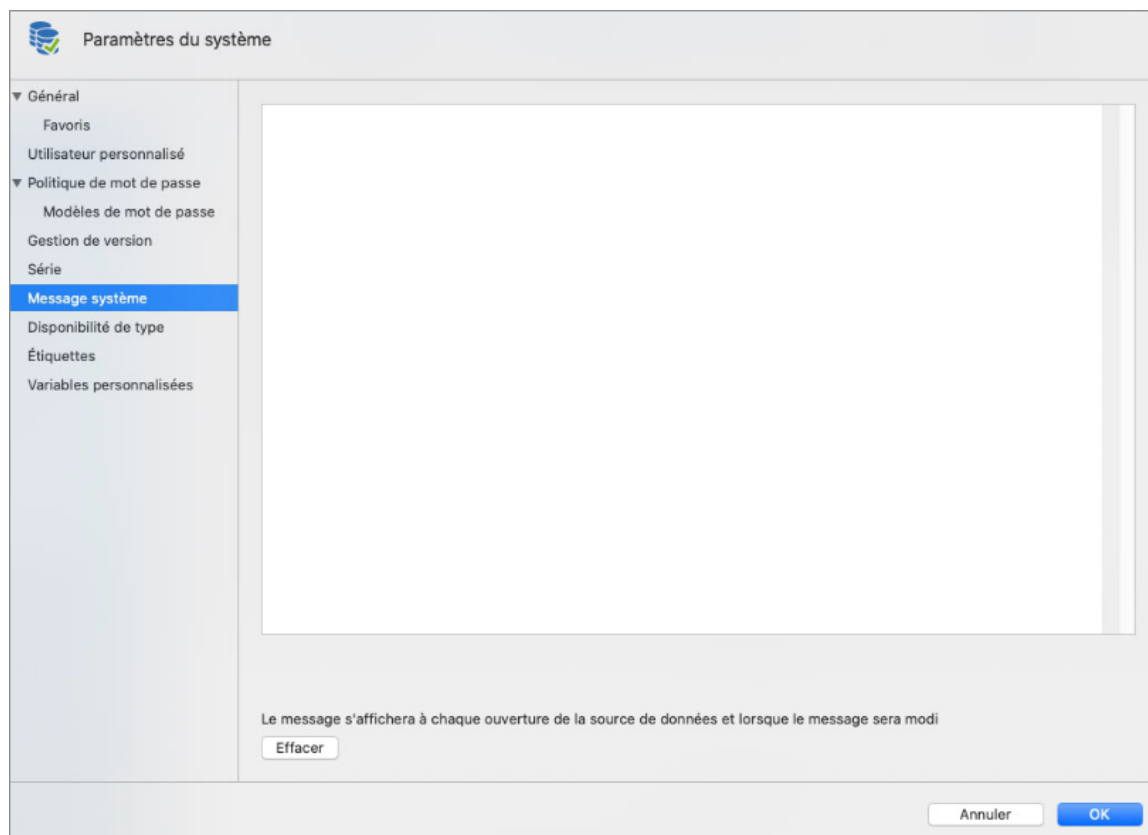 Paramètres du système
Général
Favoris
Utilisateur personnalisé
Politique de mot de passe
Modèles de mot de passe
Gestion de version
Série
Message système
Disponibilité de type
Étiquettes
Variables personnalisées
Le message s'affichera à chaque ouverture de la source de données et lorsque le message sera modi
Effacer
Annuler
OK